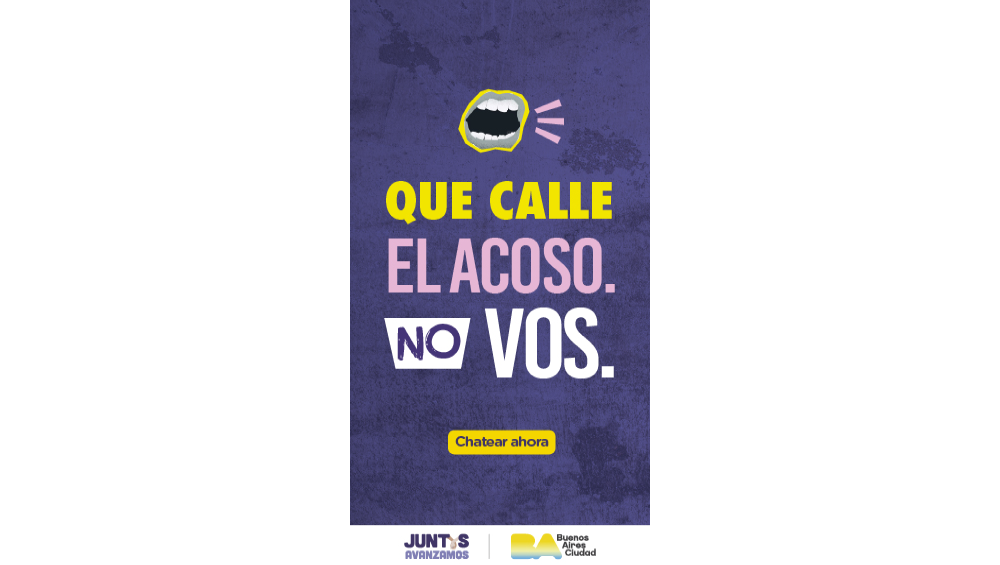 QUE CALLE
EL ACOSO.
NO VOS.
Chatear ahora
JUNTOS
AVANZAMOS
BA
Buenos
Aires
Ciudad